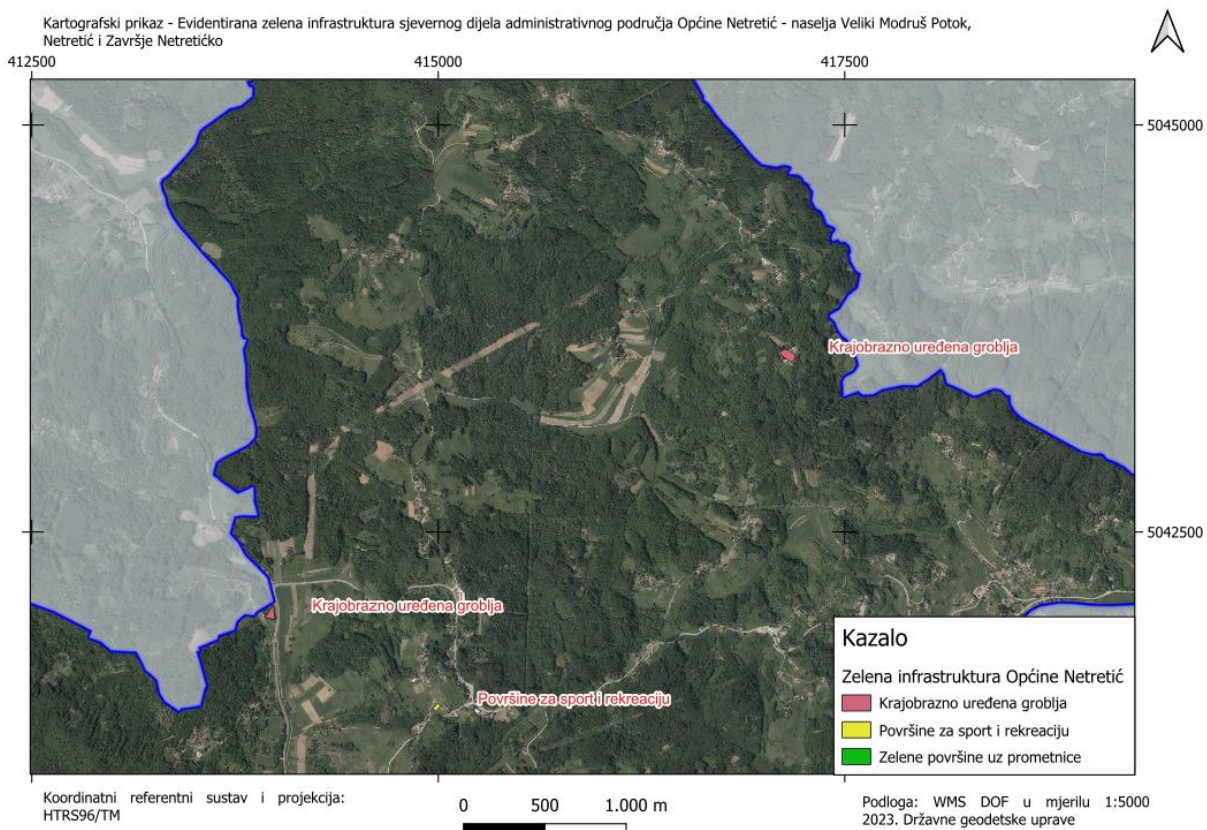 Kartografski prikaz - Evidentirana zelena infrastruktura sjevernog dijela administrativnog područja Općine Netretić - naselja Veliki Modruš Potok,
Netretić i Završje Netretićko
412500
415000
417500
5045000
Krajobrazno uređena groblja
5042500
Krajobrazno uređena groblja
Površine za sport i rekreaciju
Kazalo
Zelena infrastruktura Općine Netretić
Krajobrazno uređena groblja
Površine za sport i rekreaciju
Zelene površine uz prometnice
Koordinatni referentni sustav i projekcija:
HTRS96/TM
0 500 1.000 m
Podloga: WMS DOF u mjerilu 1:5000
2023. Državne geodetske uprave